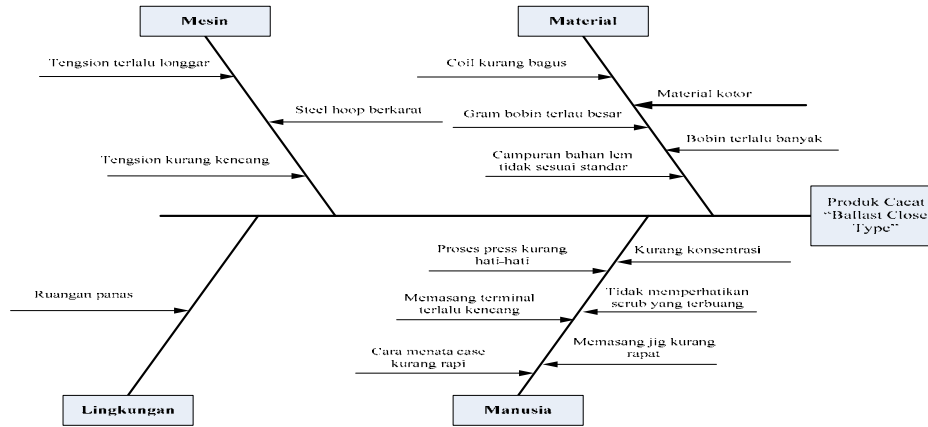 Mesin
Material
Tengsion terlalu longgar
Coil kurang bagus
Material kotor
Steel hoop berkarat
Gram bobin terlau besar
Bobin terlalu banyak
Tengsion kurang kencang
Campuran bahan lem
tidak sesuai standar
Produk Cacat
“Ballast Close
Type”
Proses press kurang
hati-hati
Kurang konsentrasi
Ruangan panas
Memasang terminal
terlalu kencang
Tidak memperhatikan
scrub yang terbuang
Cara menata case
kurang rapi
Memasang jig kurang
rapat
Lingkungan
Manusia